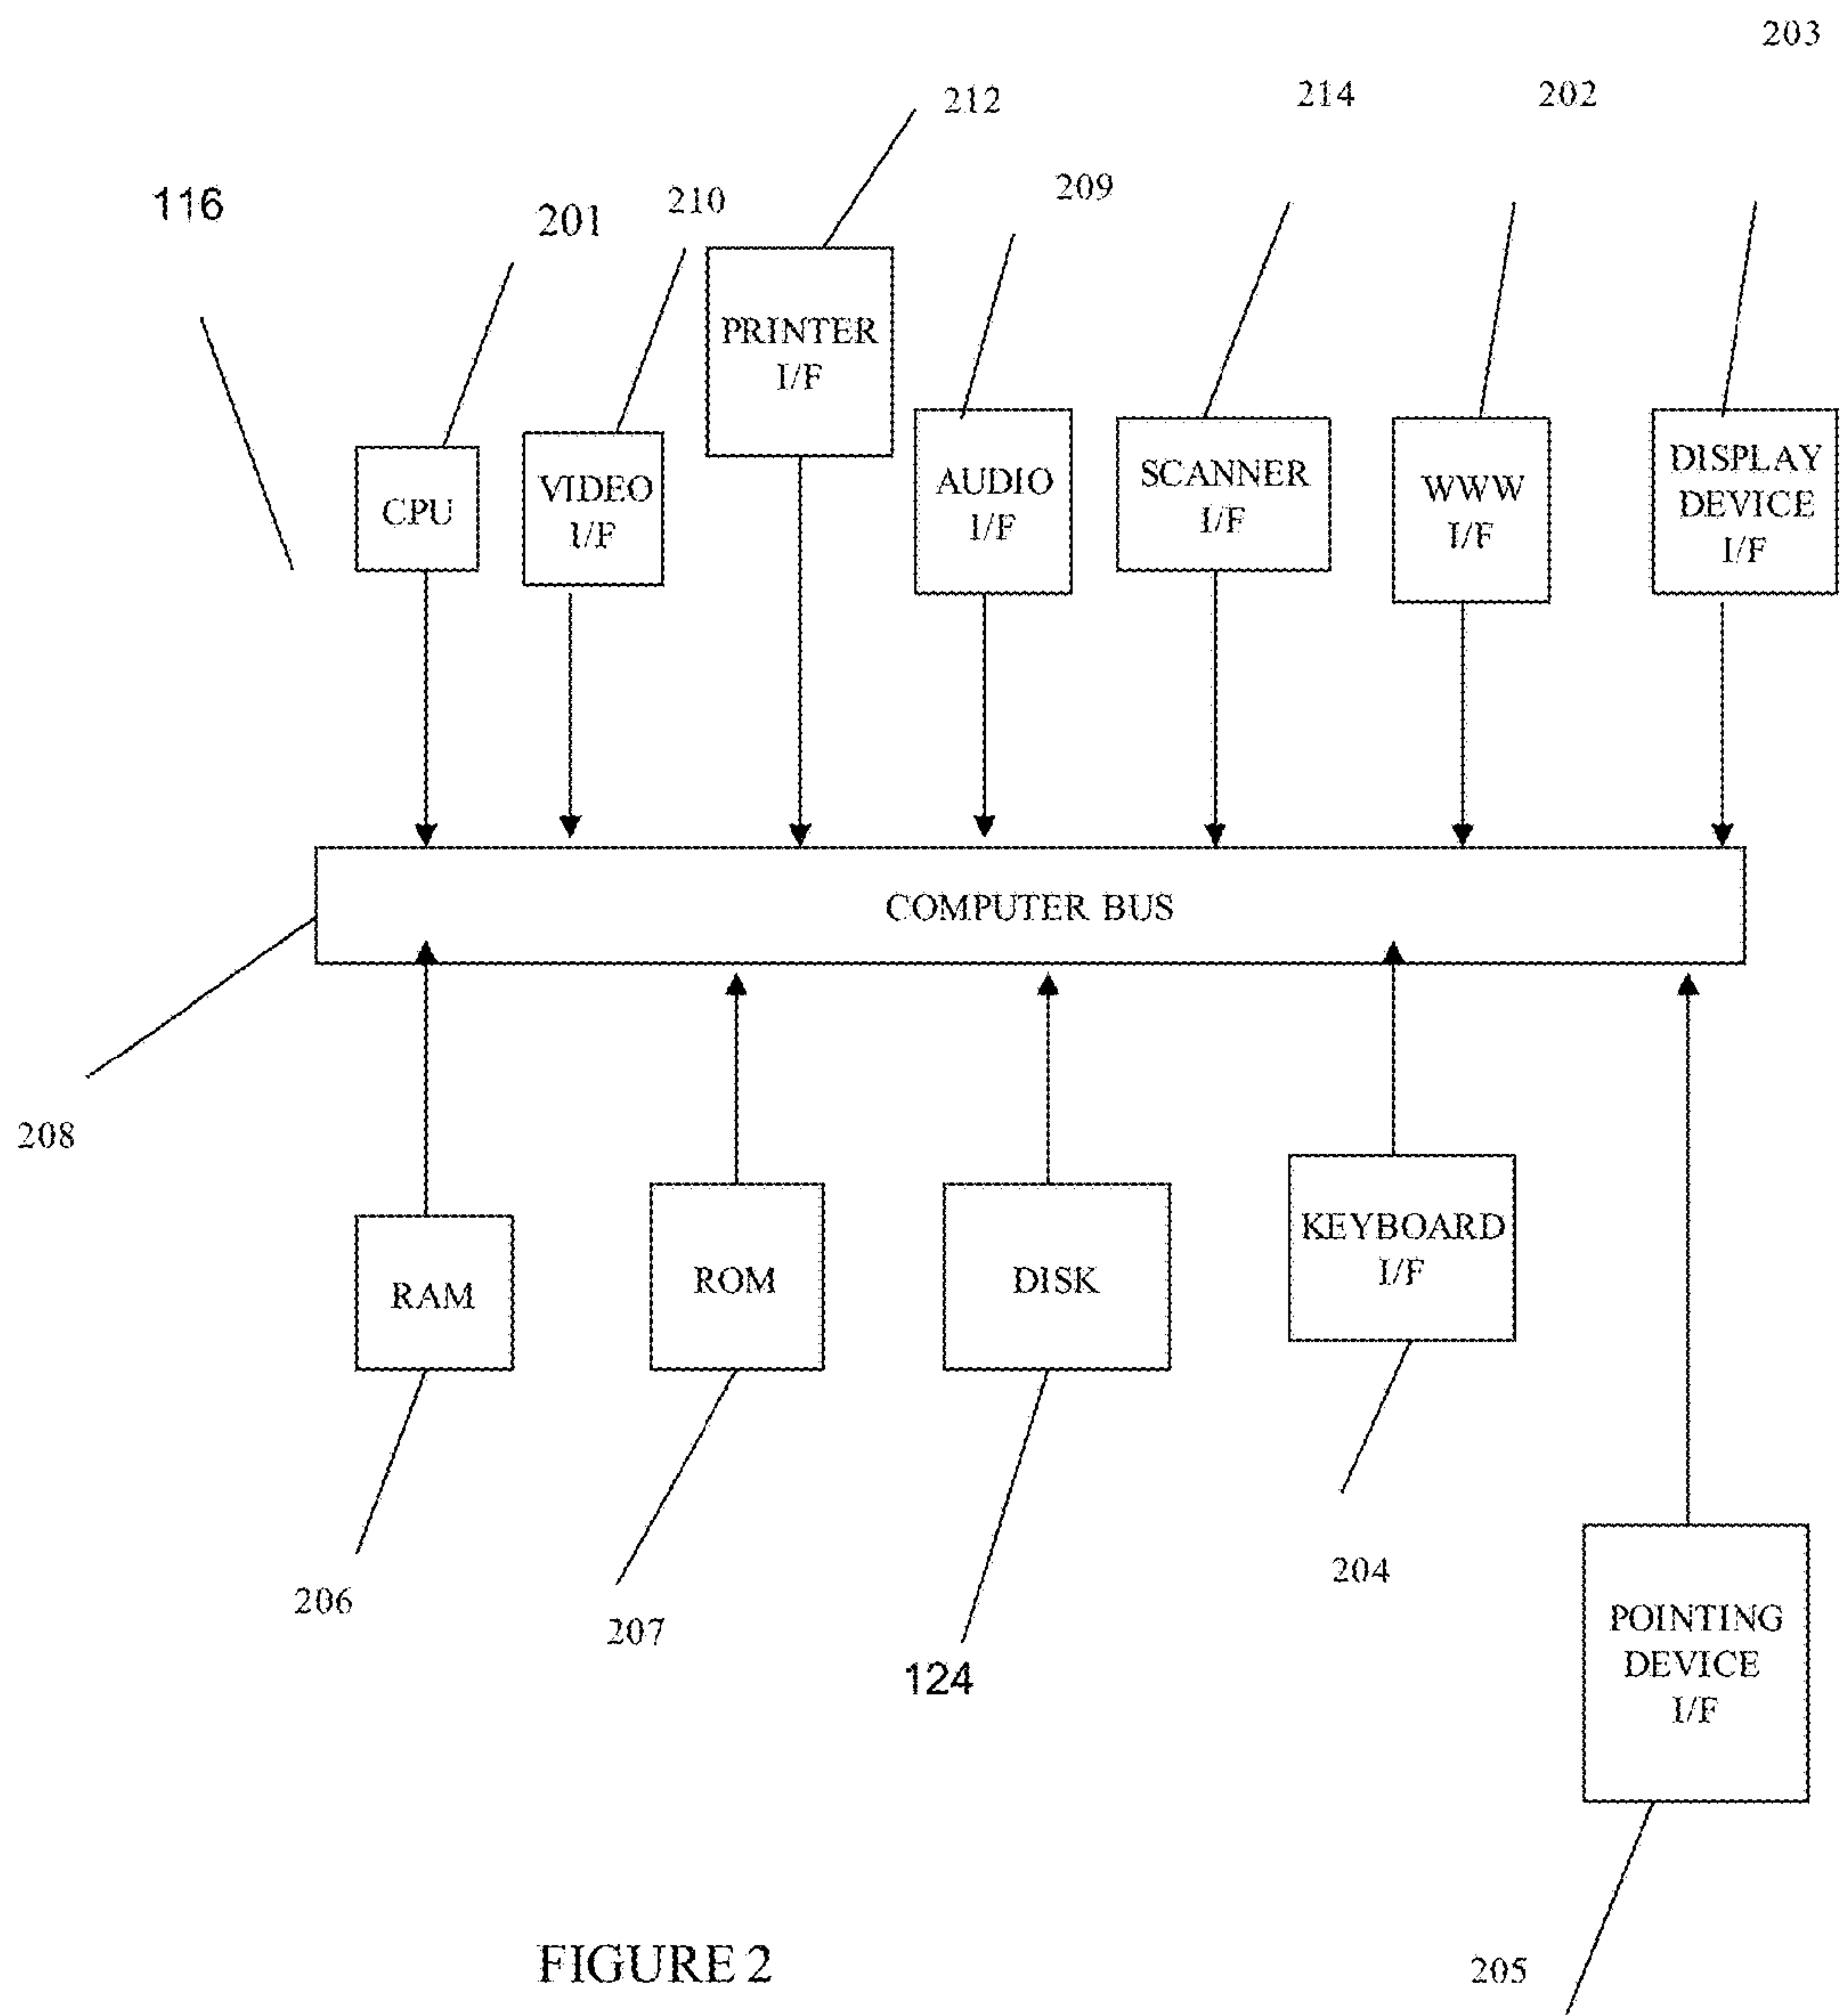 203
212
214
202
116
201
210
209
PRINTER
I/F
CPU
VIDEO
I/F
AUDIO
I/F
SCANNER
I/F
WWW
I/F
DISPLAY
DEVICE
I/F
COMPUTER BUS
208
RAM
ROM
DISK
KEYBOARD
I/F
206
207
124
204
POINTING
DEVICE
I/F
FIGURE 2
205